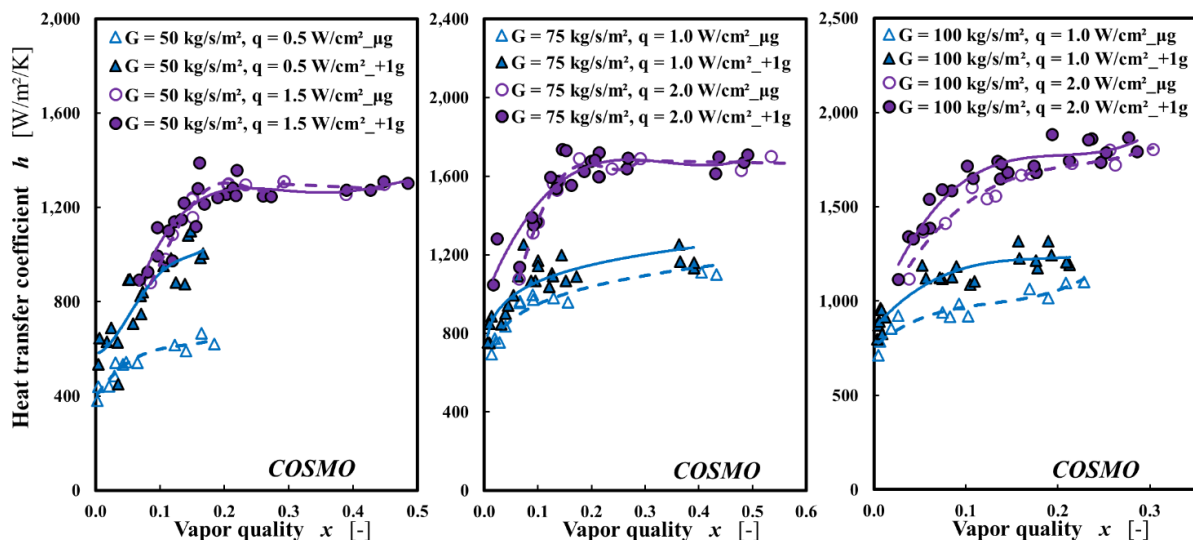 Heat transfer coefficient h [W/m²/K]
2,000
1,600
1,200
800
400
0
G = 50 kg/s/m², q = 0.5 W/cm²_μg
G = 50 kg/s/m², q = 0.5 W/cm²_+1g
G = 50 kg/s/m², q = 1.5 W/cm²_μg
G = 50 kg/s/m², q = 1.5 W/cm²_+1g
COSMO
0.0 0.1 0.2 0.3 0.4 0.5
Vapor quality x [-]
2,400
2,000
1,600
1,200
800
400
0
G = 75 kg/s/m², q = 1.0 W/cm²_μg
G = 75 kg/s/m², q = 1.0 W/cm²_+1g
G = 75 kg/s/m², q = 2.0 W/cm²_μg
G = 75 kg/s/m², q = 2.0 W/cm²_+1g
COSMO
0.0 0.1 0.2 0.3 0.4 0.5 0.6
Vapor quality x [-]
2,500
2,000
1,500
1,000
500
0
G = 100 kg/s/m², q = 1.0 W/cm²_μg
G = 100 kg/s/m², q = 1.0 W/cm²_+1g
G = 100 kg/s/m², q = 2.0 W/cm²_μg
G = 100 kg/s/m², q = 2.0 W/cm²_+1g
COSMO
0.0 0.1 0.2 0.3
Vapor quality x [-]